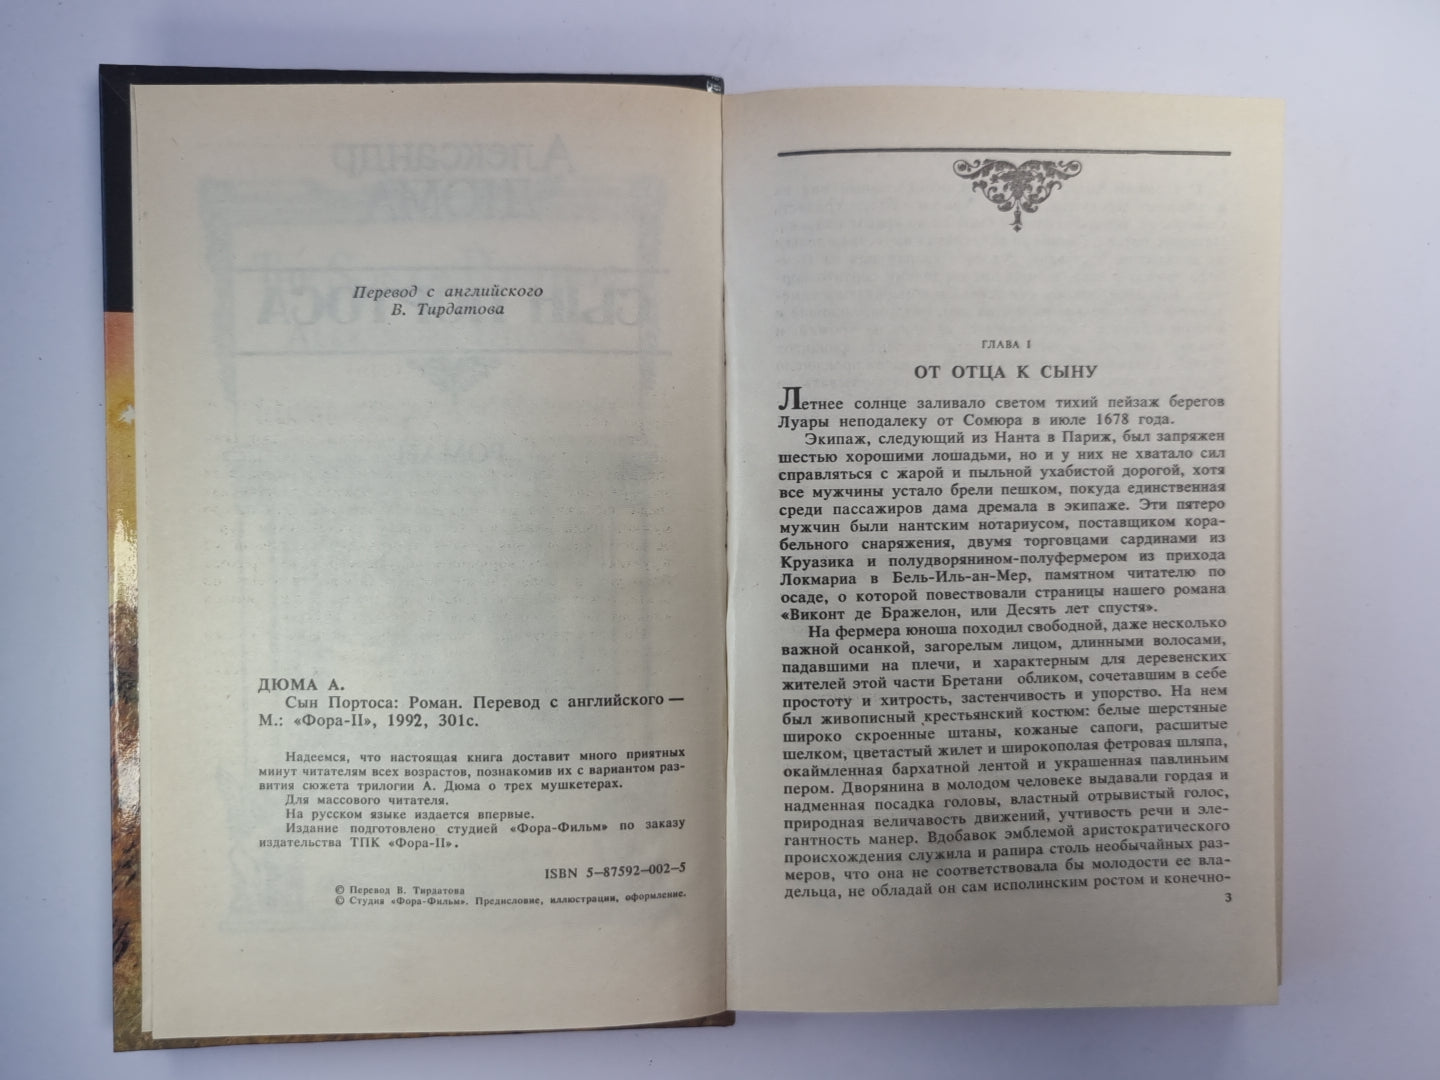 Перевод с английского
В. Тирдатова
ДЮМА А.
Сын Портоса: Роман. Перевод с английского —
М.: «Фора-II», 1992, 301с.
Надеемся, что настоящая книга доставит много приятных
минут читателям всех возрастов, познакомив их с вариантом раз-
вития сюжета трилогии А. Дюма о трех мушкетерах.
Для массового читателя.
На русском языке издается впервые.
Издание подготовлено студией «Фора-Фильм» по заказу
издательства ТПК «Фора-II».
ISBN 5—87592—002—5
© Перевод В. Тирдатова
© Студия «Фора-Фильм». Предисловие, иллюстрации, оформление.
ГЛАВА I
ОТ ОТЦА К СЫНУ
Летнее солнце заливало светом тихий пейзаж берегов
Луары неподалеку от Сомюра в июле 1678 года.
Экипаж, следующий из Нанта в Париж, был запряжен
шестью хорошими лошадьми, но и у них не хватало сил
справляться с жарой и пыльной ухабистой дорогой, хотя
все мужчины устало брели пешком, покуда единственная
среди пассажиров дама дремала в экипаже. Эти пятеро
мужчин были нантским нотариусом, поставщиком кора-
бельного снаряжения, двумя торговцами сардинами из
Круазика и полудворянином-полуфермером из прихода
Локмариа в Бель-Иль-ан-Мер, памятном читателю по
осаде, о которой повествовали страницы нашего романа
«Виконт де Бражелон, или Десять лет спустя».
На фермера юноша походил свободной, даже несколько
важной осанкой, загорелым лицом, длинными волосами,
падавшими на плечи, и характерным для деревенских
жителей этой части Бретани обликом, сочетавшим в себе
простоту и хитрость, застенчивость и упорство. На нем
был живописный крестьянский костюм: белые шерстяные
широко скроенные штаны, кожаные сапоги, расшитые
шелком, цветастый жилет и широкополая фетровая шляпа,
окаймленная бархатной лентой и украшенная павлиньим
пером. Дворянина в молодом человеке выдавали гордая и
надменная посадка головы, властный отрывистый голос,
природная величавость движений, учтивость речи и эле-
гантность манер. Вдобавок эмблемой аристократического
происхождения служила и рапира столь необычайных раз-
меров, что она не соответствовала бы молодости ее вла-
дельца, не обладай он сам исполинским ростом и конечно-
3